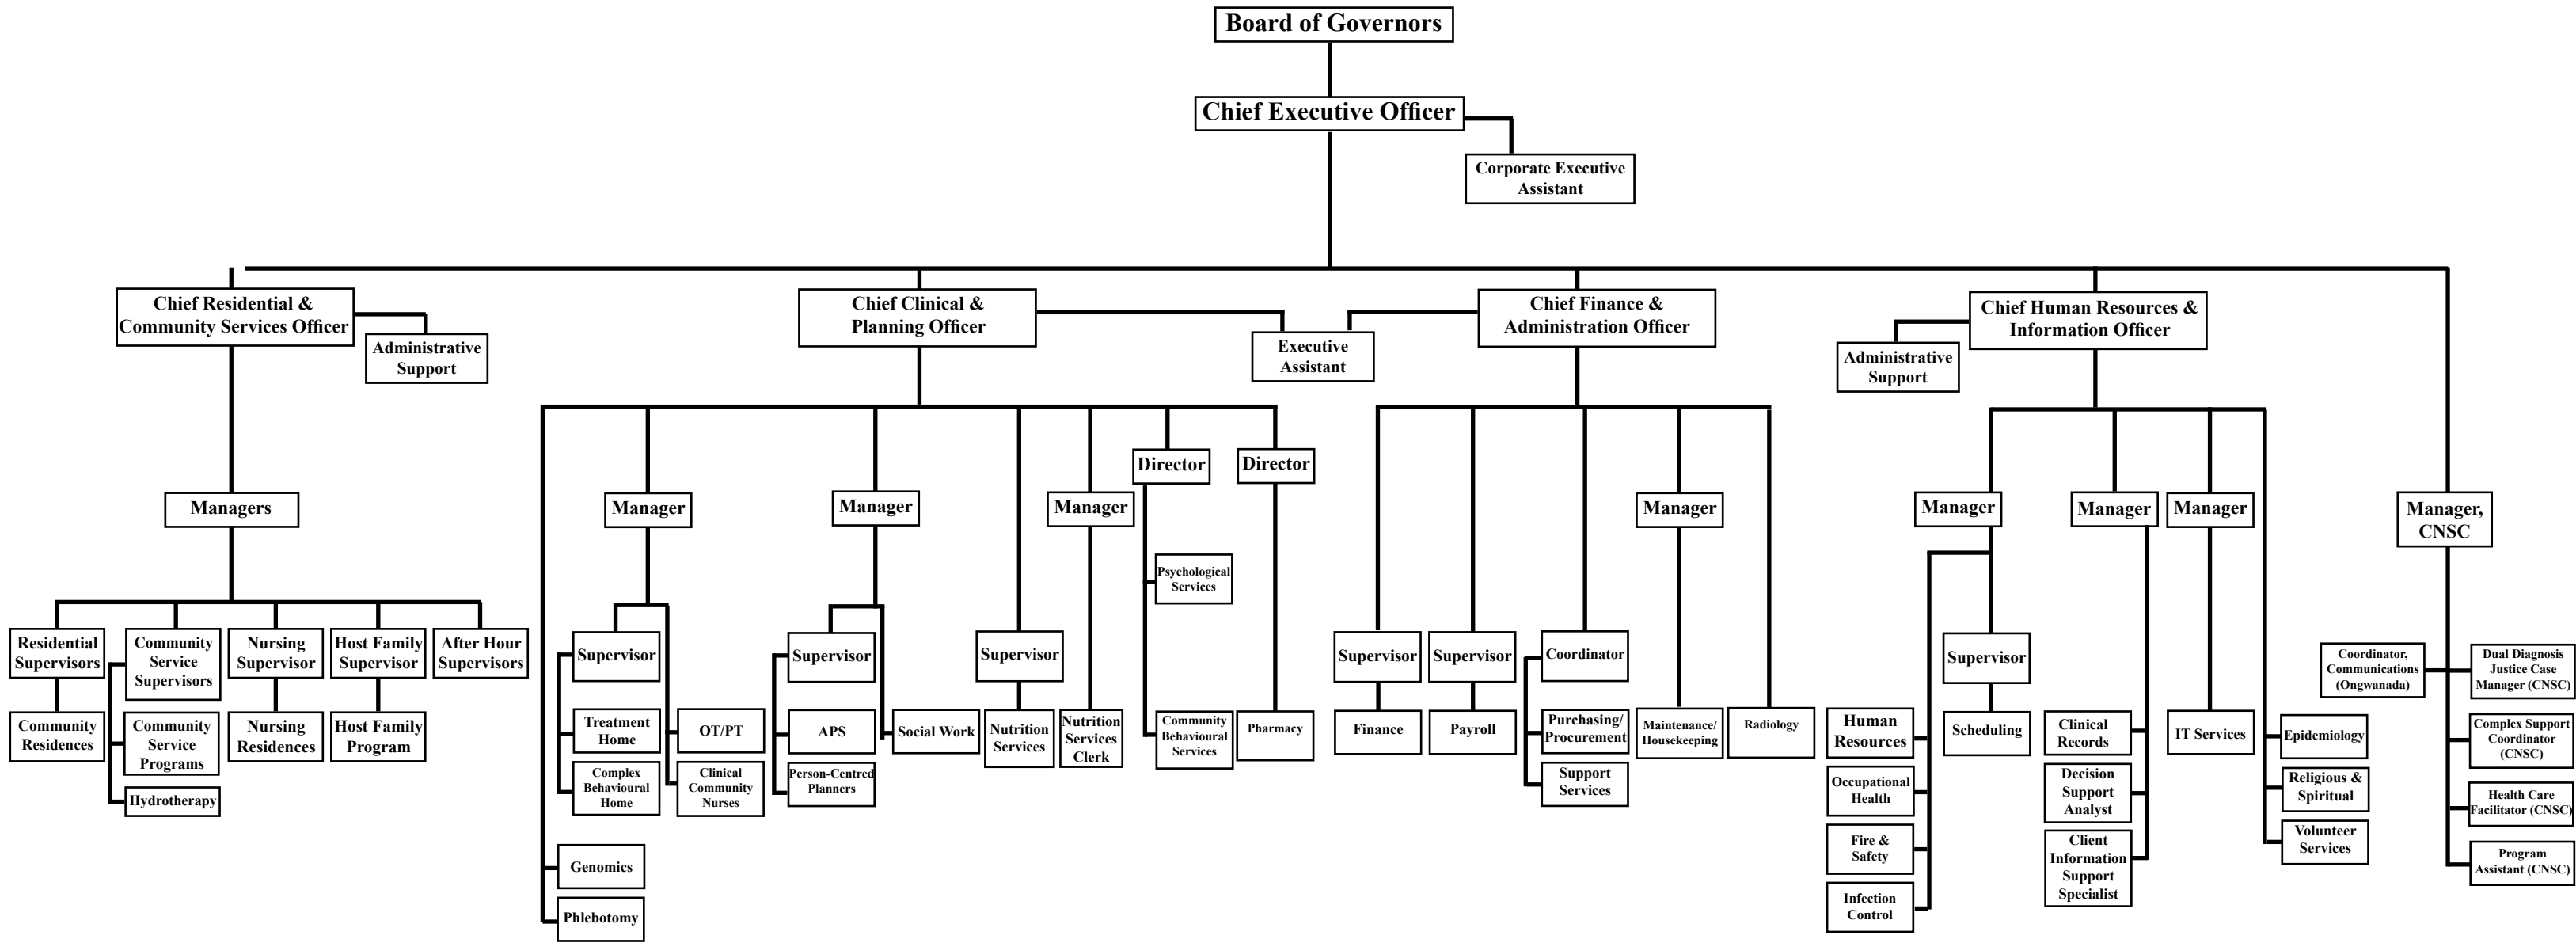 Board of Governors
Chief Executive Officer
Corporate Executive
Assistant
Chief Residential &
Community Services Officer
Administrative
Support
Chief Clinical &
Planning Officer
Executive
Assistant
Chief Finance &
Administration Officer
Chief Human Resources &
Information Officer
Administrative
Support
Managers
Manager
Manager
Manager
Director
Director
Manager
Manager
Manager
Manager
Manager,
CNSC
Residential
Supervisors
Community
Service
Supervisors
Nursing
Supervisor
Host Family
Supervisor
After Hour
Supervisors
Community
Residences
Community
Service
Programs
Nursing
Residences
Host Family
Program
Hydrotherapy
Supervisor
Treatment
Home
Complex
Behavioural
Home
OT/PT
Clinical
Community
Nurses
Genomics
Phlebotomy
Supervisor
APS
Person-Centred
Planners
Social Work
Supervisor
Nutrition
Services
Nutrition
Services
Clerk
Psychological
Services
Community
Behavioural
Services
Pharmacy
Supervisor
Finance
Supervisor
Payroll
Coordinator
Purchasing/
Procurement
Support
Services
Maintenance/
Housekeeping
Radiology
Human
Resources
Occupational
Health
Fire &
Safety
Infection
Control
Supervisor
Scheduling
Clinical
Records
Decision
Support
Analyst
Client
Information
Support
Specialist
IT Services
Epidemiology
Religious &
Spiritual
Volunteer
Services
Coordinator,
Communications
(Ongwanada)
Dual Diagnosis
Justice Case
Manager (CNSC)
Complex Support
Coordinator
(CNSC)
Health Care
Facilitator (CNSC)
Program
Assistant (CNSC)